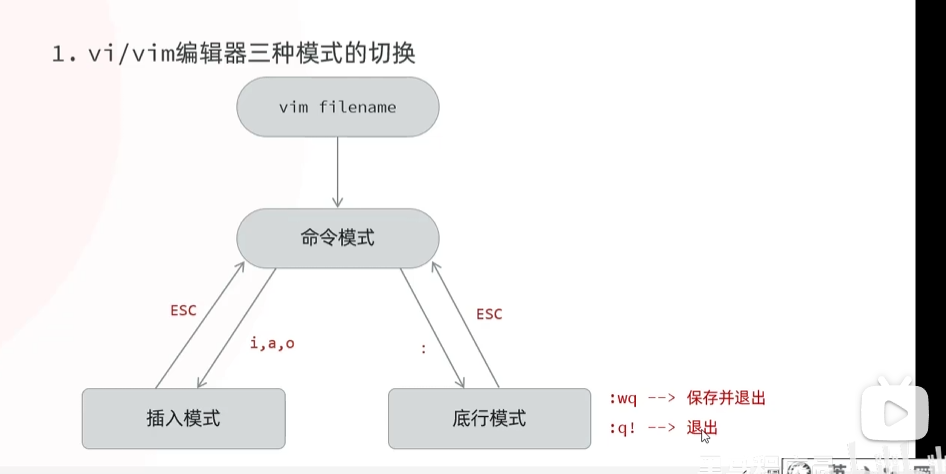 1. vi/vim编辑器三种模式的切换
vim filename
命令模式
ESC
ESC
i,a,o
:
插入模式
底行模式
:wq --> 保存并退出
:q! --> 退出
英